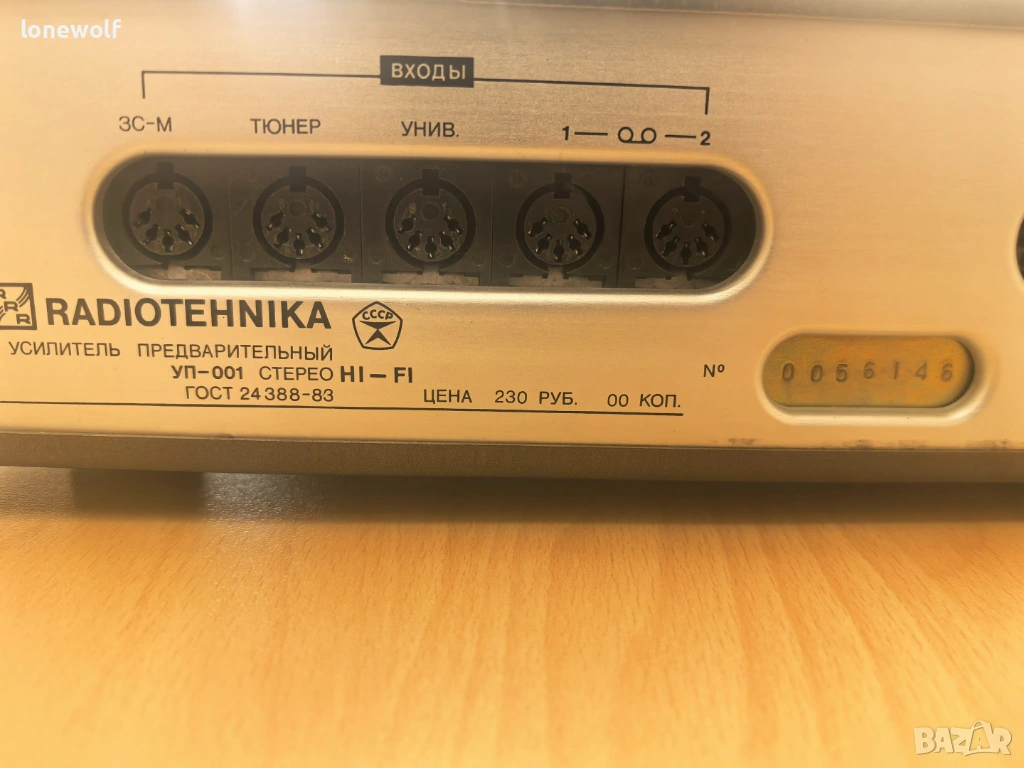 lonewolf
ВХОДЫ
ЗС-М ТЮНЕР УНИВ. 1 2
RRR RADIOTEHNIKA СССР
УСИЛИТЕЛЬ ПРЕДВАРИТЕЛЬНЫЙ
УП-001 СТЕРЕО HI-FI
ГОСТ 24388-83 ЦЕНА 230 РУБ. 00 КОП.
№ 0056146
BAZAR